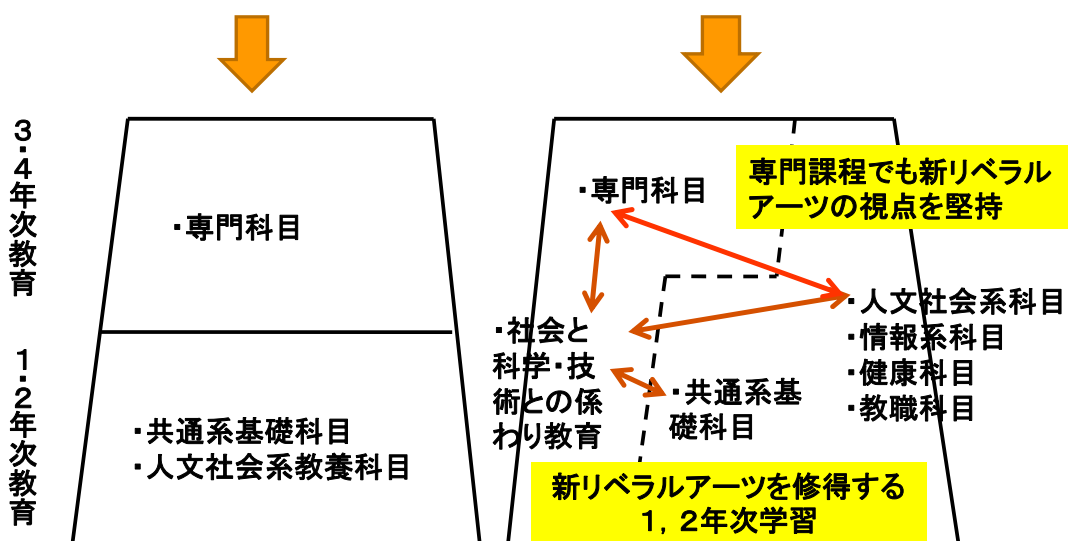 3・4年次教育
1・2年次教育
・専門科目
・共通系基礎科目
・人文社会系教養科目
・専門科目
専門課程でも新リベラル
アーツの視点を堅持
・社会と
科学・技
術との係
わり教育
・共通系基
礎科目
・人文社会系科目
・情報系科目
・健康科目
・教職科目
新リベラルアーツを修得する
1，2年次学習